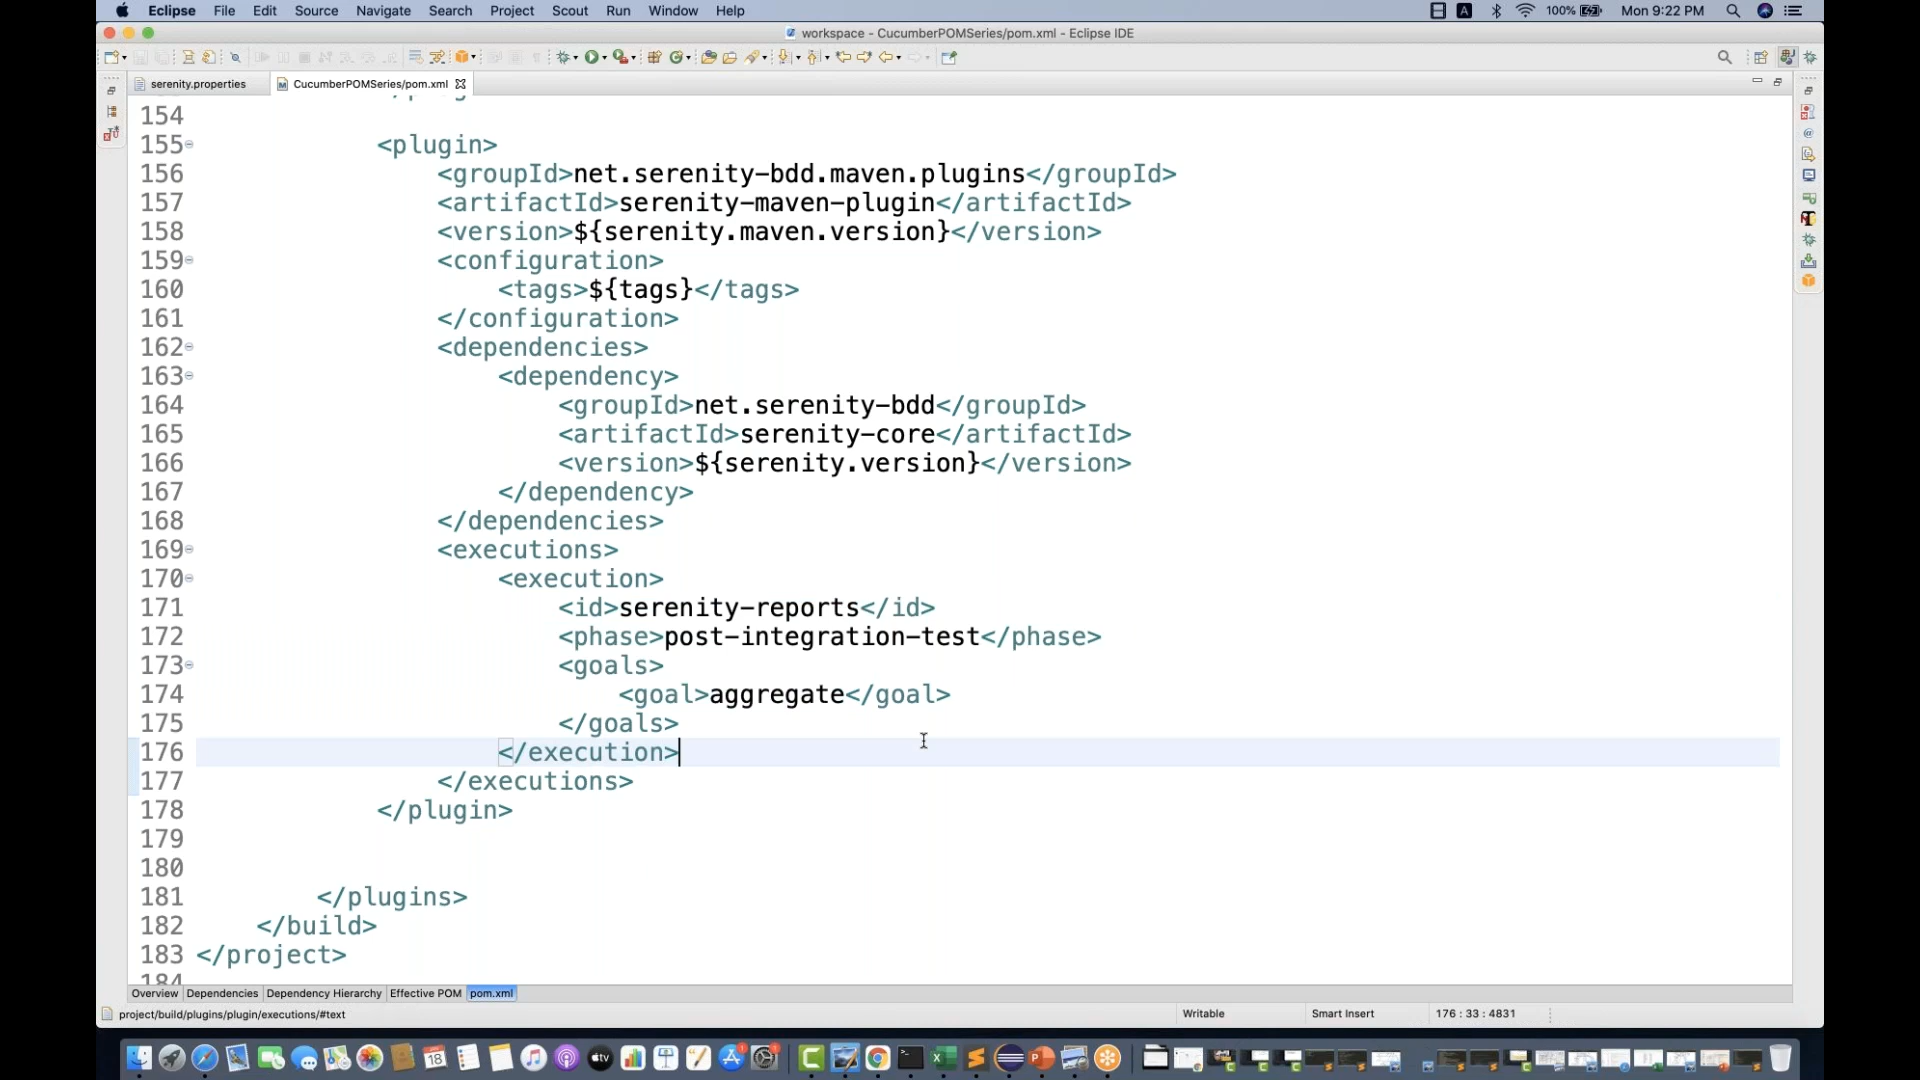 Eclipse File Edit Source Navigate Search Project Scout Run Window Help 100% Mon 9:22 PM
workspace - CucumberPOMSeries/pom.xml - Eclipse IDE
serenity.properties CucumberPOMSeries/pom.xml
154
155 <plugin>
156 <groupId>net.serenity-bdd.maven.plugins</groupId>
157 <artifactId>serenity-maven-plugin</artifactId>
158 <version>${serenity.maven.version}</version>
159 <configuration>
160 <tags>${tags}</tags>
161 </configuration>
162 <dependencies>
163 <dependency>
164 <groupId>net.serenity-bdd</groupId>
165 <artifactId>serenity-core</artifactId>
166 <version>${serenity.version}</version>
167 </dependency>
168 </dependencies>
169 <executions>
170 <execution>
171 <id>serenity-reports</id>
172 <phase>post-integration-test</phase>
173 <goals>
174 <goal>aggregate</goal>
175 </goals>
176 </execution>
177 </executions>
178 </plugin>
179
180
181 </plugins>
182 </build>
183 </project>
184
Overview Dependencies Dependency Hierarchy Effective POM pom.xml
project/build/plugins/plugin/executions/#text Writable Smart Insert 176 : 33 : 4831